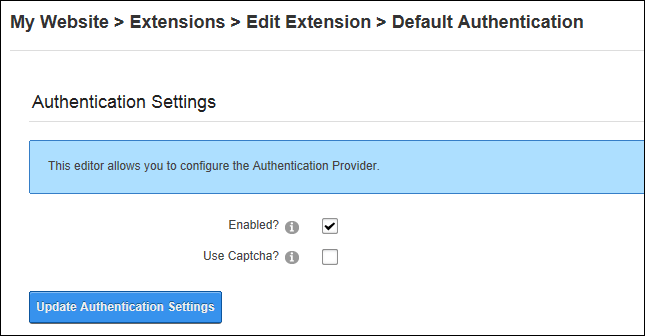 My Website > Extensions > Edit Extension > Default Authentication
Authentication Settings
This editor allows you to configure the Authentication Provider.
Enabled?
Use Captcha?
Update Authentication Settings